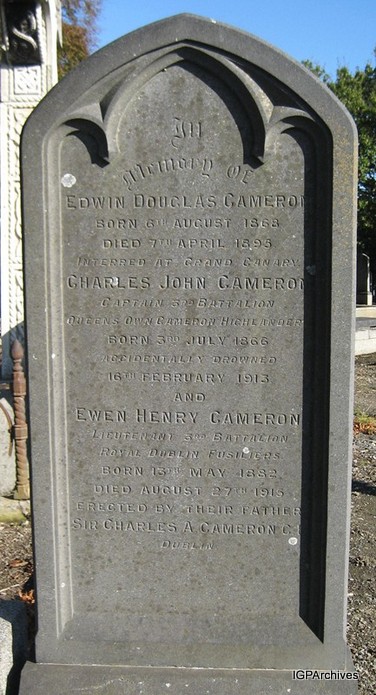 In
Memory Of
EDWIN DOUGLAS CAMERON
BORN 6TH AUGUST 1868
DIED 7TH APRIL 1895
INTERRED AT GRAND CANARY
CHARLES JOHN CAMERON
CAPTAIN 3RD BATTALION
QUEENS OWN CAMERON HIGHLANDER
BORN 3RD JULY 1866
ACCIDENTALLY DROWNED
16TH FEBRUARY 1913
AND
EWEN HENRY CAMERON
LIEUTENANT 3RD BATTALION
ROYAL DUBLIN FUSILIERS
BORN 13TH MAY 1882
DIED AUGUST 27TH 1915
ERECTED BY THEIR FATHER
SIR CHARLES A. CAMERON C.B.
DUBLIN
IGPArchives